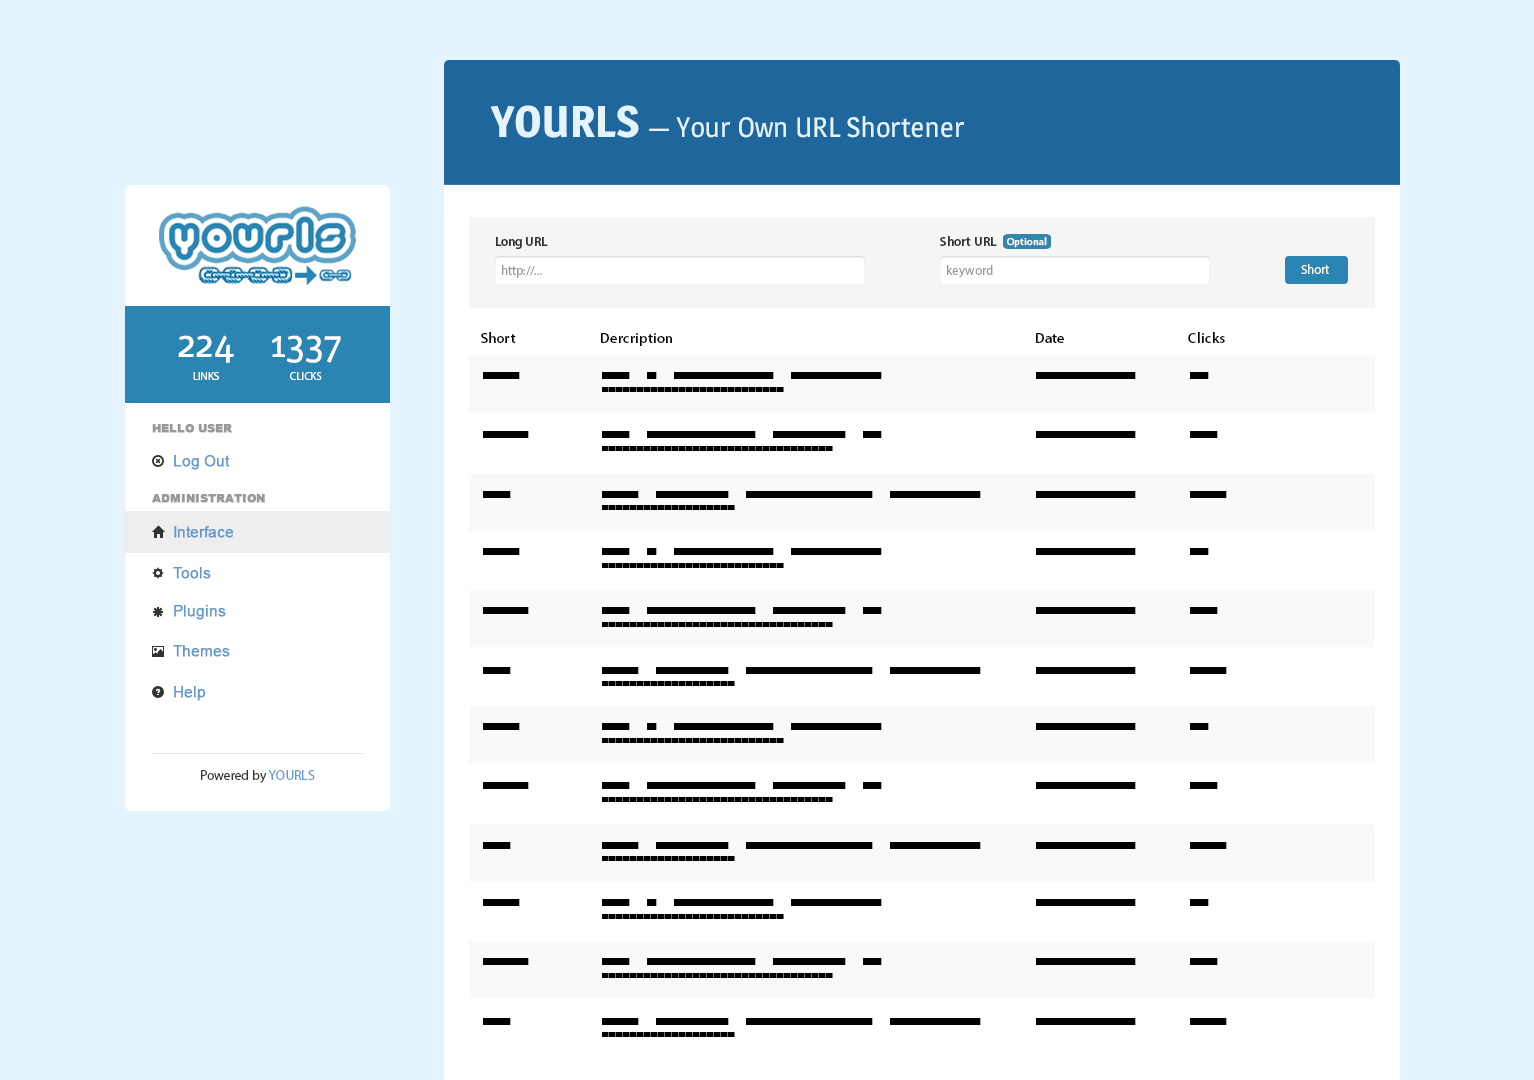 YOURLS — Your Own URL Shortener
yourls
224 1337
LINKS CLICKS
HELLO USER
Log Out
ADMINISTRATION
Interface
Tools
Plugins
Themes
Help
Powered by YOURLS
Long URL
http://...
Short URL Optional
keyword
Short
Short Dercription Date Clicks